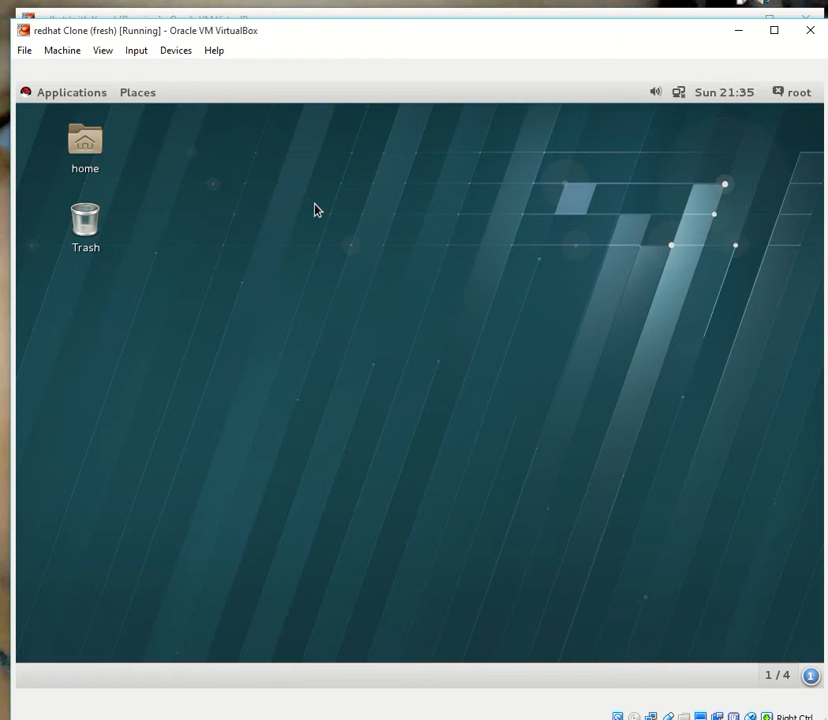 redhat Clone (fresh) [Running] - Oracle VM VirtualBox
File Machine View Input Devices Help
Applications Places Sun 21:35 root
home
Trash
1 / 4 1
Right Ctrl